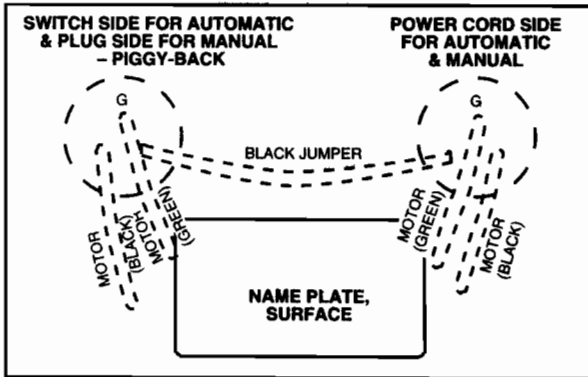 SWITCH SIDE FOR AUTOMATIC
& PLUG SIDE FOR MANUAL
– PIGGY-BACK
POWER CORD SIDE
FOR AUTOMATIC
& MANUAL
G
G
BLACK JUMPER
MOTOR
(BLACK)
MOTOR
(GREEN)
MOTOR
(GREEN)
MOTOR
(BLACK)
NAME PLATE,
SURFACE